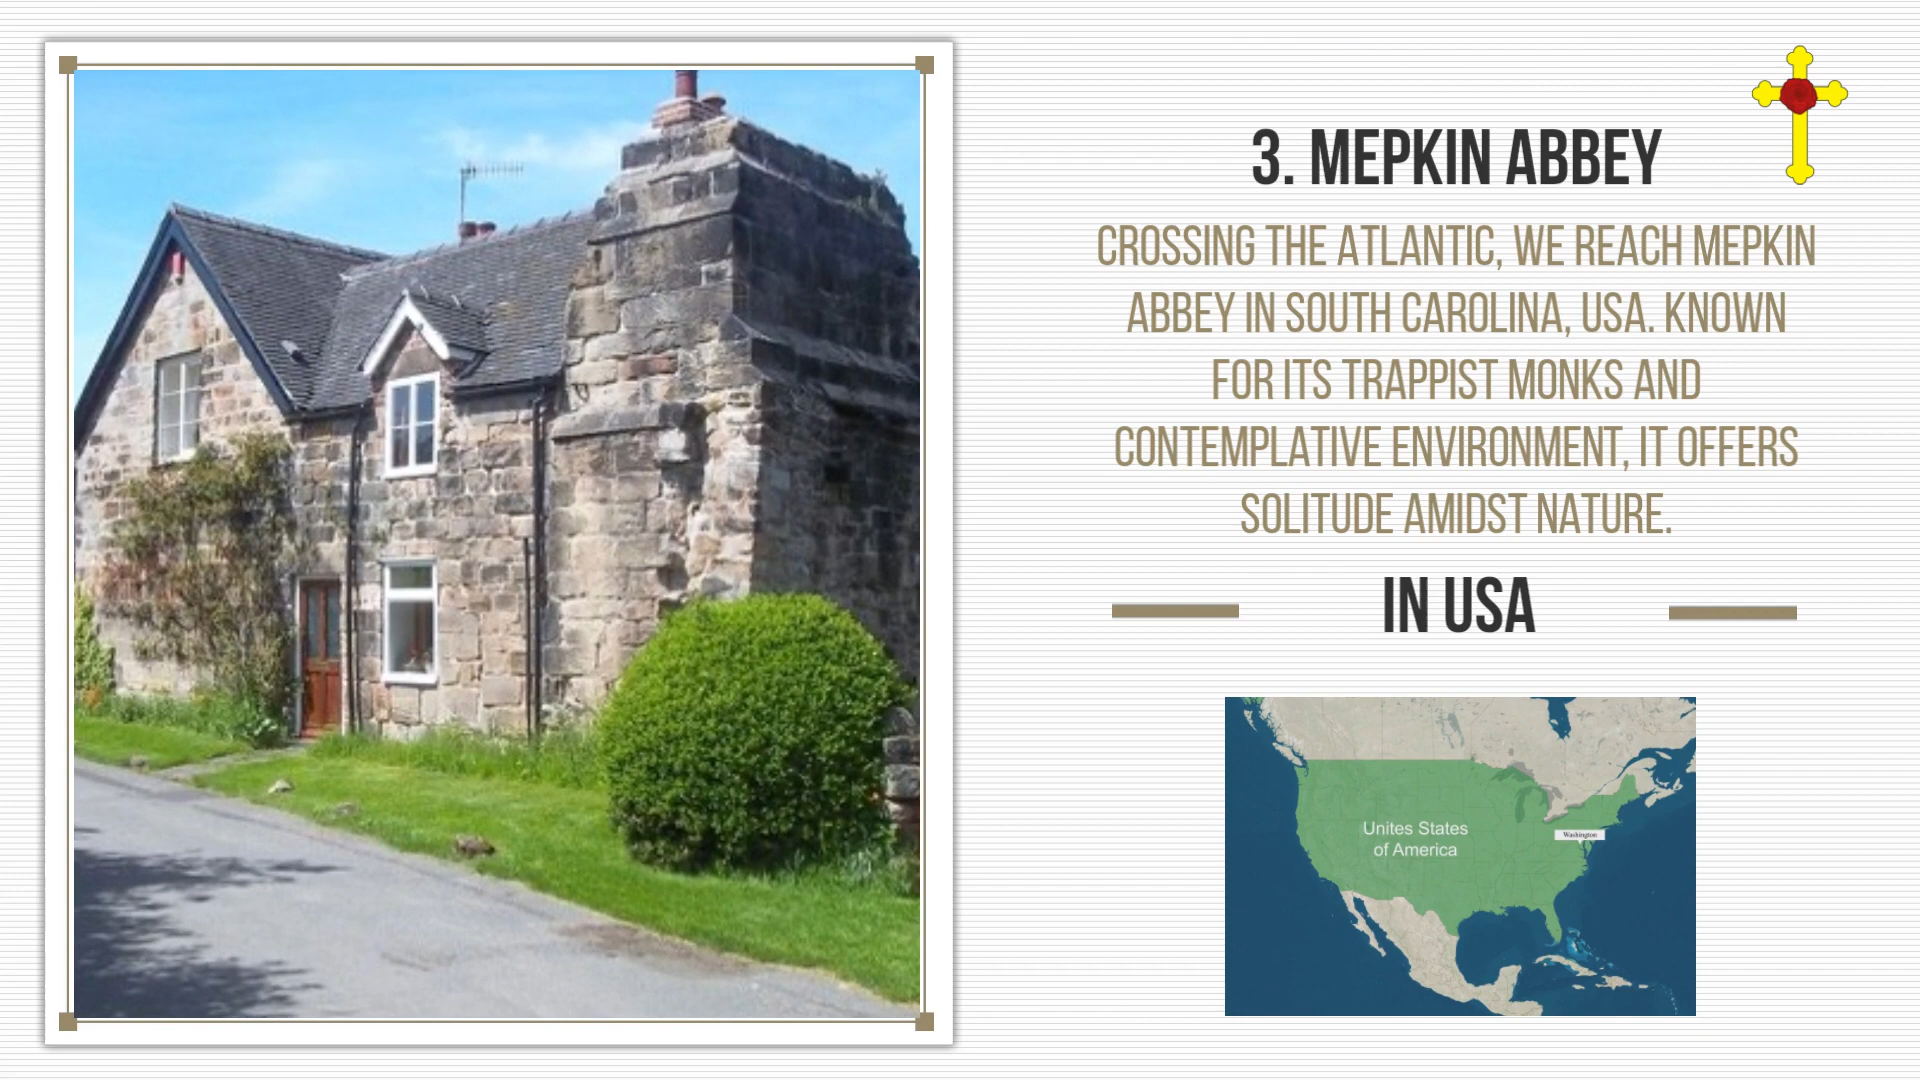 3. MEPKIN ABBEY
CROSSING THE ATLANTIC, WE REACH MEPKIN
ABBEY IN SOUTH CAROLINA, USA. KNOWN
FOR ITS TRAPPIST MONKS AND
CONTEMPLATIVE ENVIRONMENT, IT OFFERS
SOLITUDE AMIDST NATURE.
IN USA
Unites States
of America
Washington